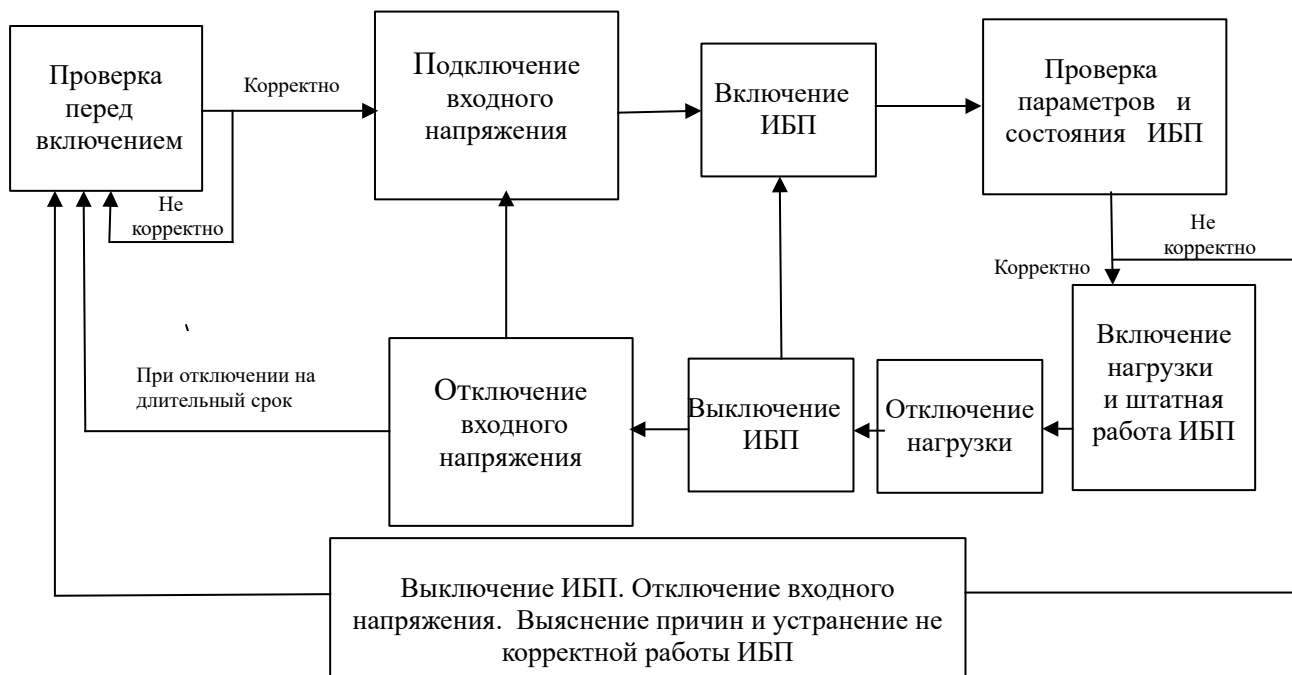 Проверка
перед
включением
Корректно
Не
корректно
Подключение
входного
напряжения
Включение
ИБП
Проверка
параметров и
состояния ИБП
Не
корректно
Корректно
Включение
нагрузки
и штатная
работа ИБП
Отключение
нагрузки
Выключение
ИБП
Отключение
входного
напряжения
При отключении на
длительный срок
Выключение ИБП. Отключение входного
напряжения. Выяснение причин и устранение не
корректной работы ИБП